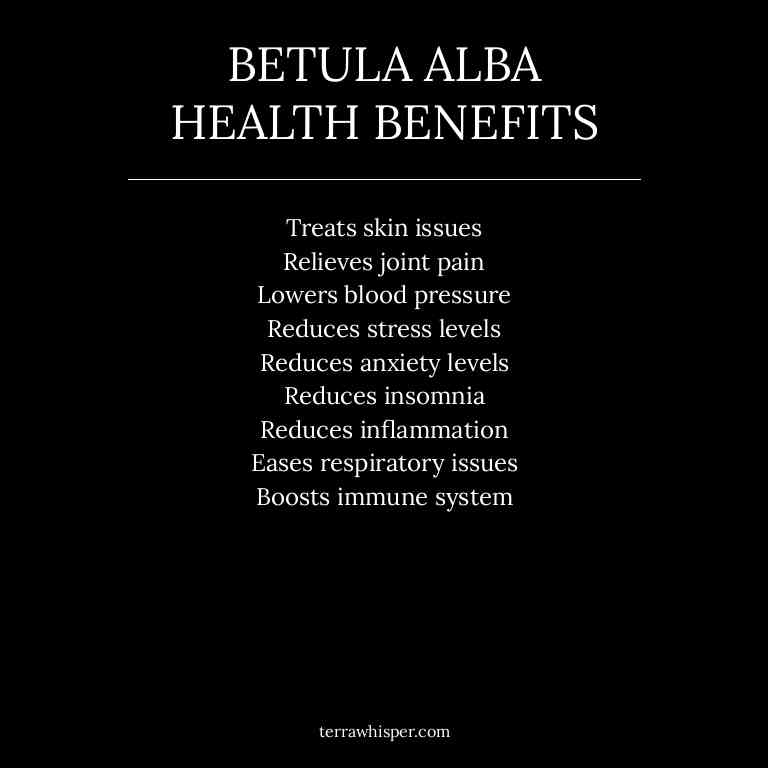 BETULA ALBA
HEALTH BENEFITS
Treats skin issues
Relieves joint pain
Lowers blood pressure
Reduces stress levels
Reduces anxiety levels
Reduces insomnia
Reduces inflammation
Eases respiratory issues
Boosts immune system
terrawhisper.com